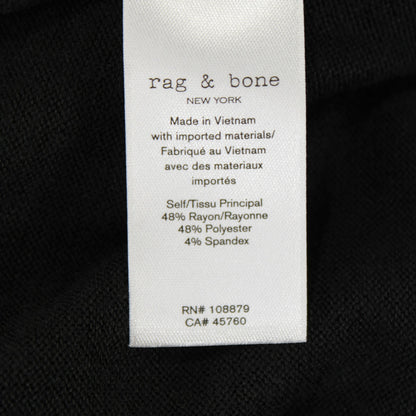 rag & bone
NEW YORK
Made in Vietnam
with imported materials/
Fabriqué au Vietnam
avec des materiaux
importés
Self/Tissu Principal
48% Rayon/Rayonne
48% Polyester
4% Spandex
RN# 108879
CA# 45760